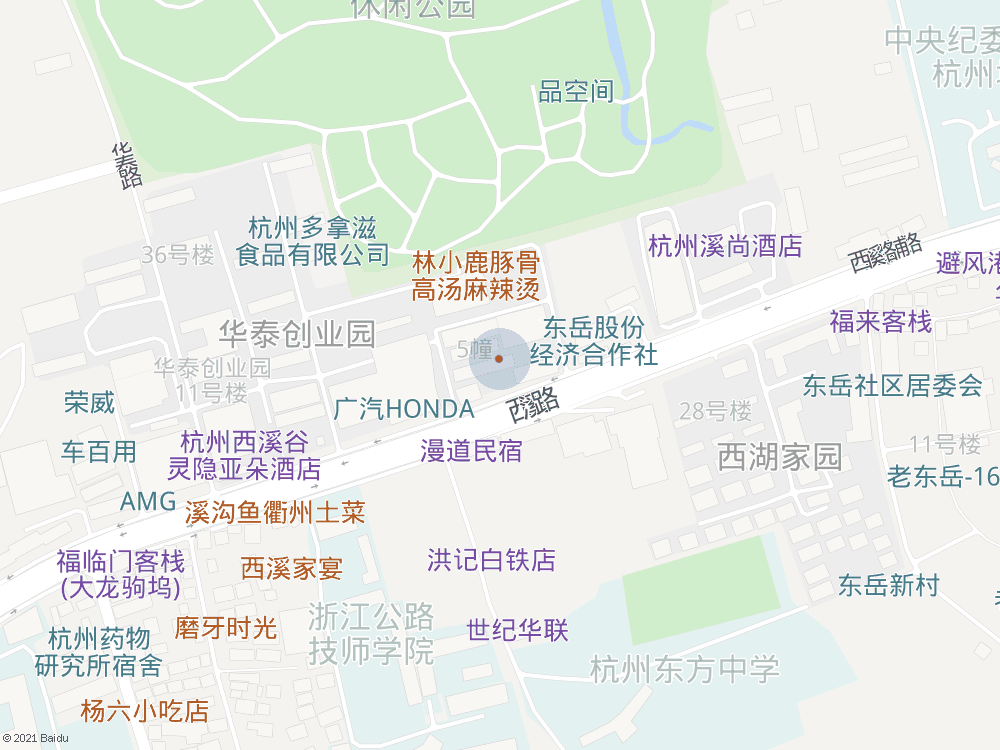 休闲公园
中央纪委
杭州培
品空间
华泰路
杭州多拿滋
食品有限公司
36号楼
林小鹿豚骨
高汤麻辣烫
杭州溪尚酒店
西溪路辅路
避风港
福来客栈
华泰创业园
5幢
东岳股份
经济合作社
华泰创业园
11号楼
荣威
广汽HONDA
西溪路
东岳社区居委会
28号楼
11号楼
车百用
杭州西溪谷
灵隐亚朵酒店
漫道民宿
西湖家园
老东岳-16
AMG
溪沟鱼衢州土菜
福临门客栈
(大龙驹坞)
西溪家宴
洪记白铁店
东岳新村
浙江公路
技师学院
磨牙时光
世纪华联
杭州药物
研究所宿舍
杭州东方中学
杨六小吃店
© 2021 Baidu